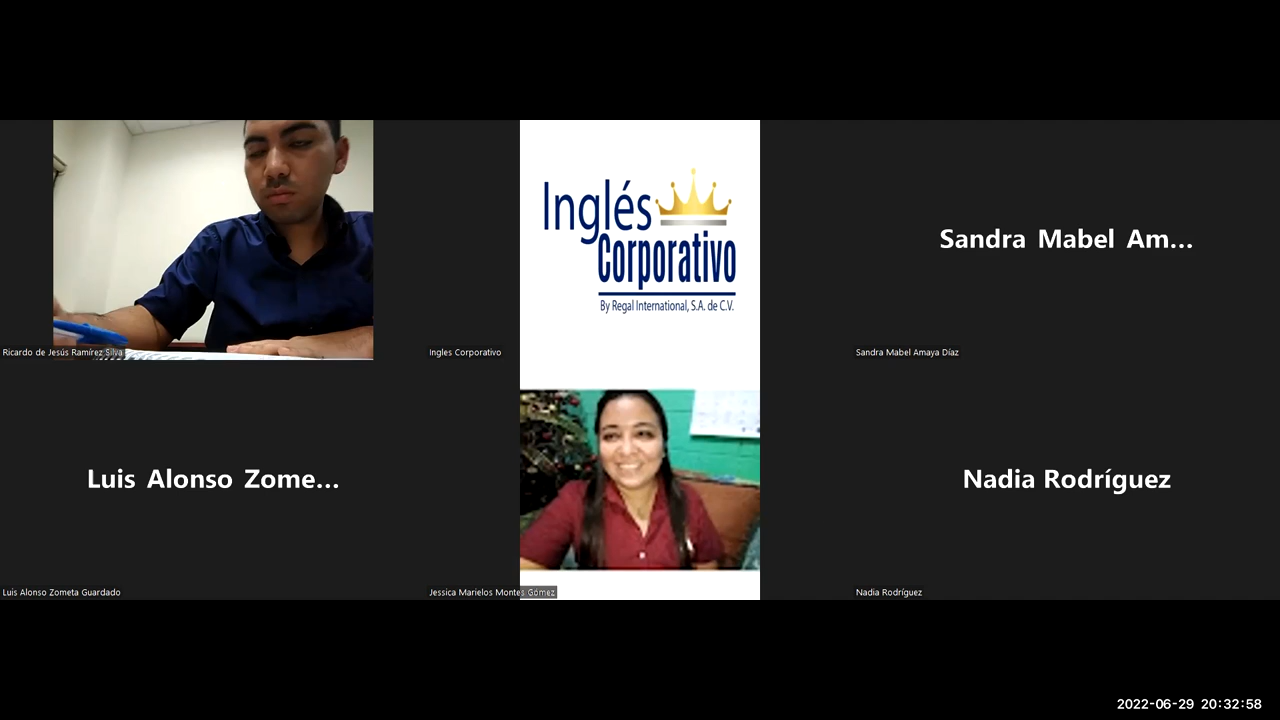 Inglés
Corporativo
By Regal International, S.A. de C.V.
Sandra Mabel Am...
Ricardo de Jesús Ramírez Silva
Ingles Corporativo
Sandra Mabel Amaya Díaz
Luis Alonso Zome...
Nadia Rodríguez
Luis Alonso Zometa Guardado
Jessica Marielos Montes Gómez
Nadia Rodríguez
2022-06-29 20:32:58